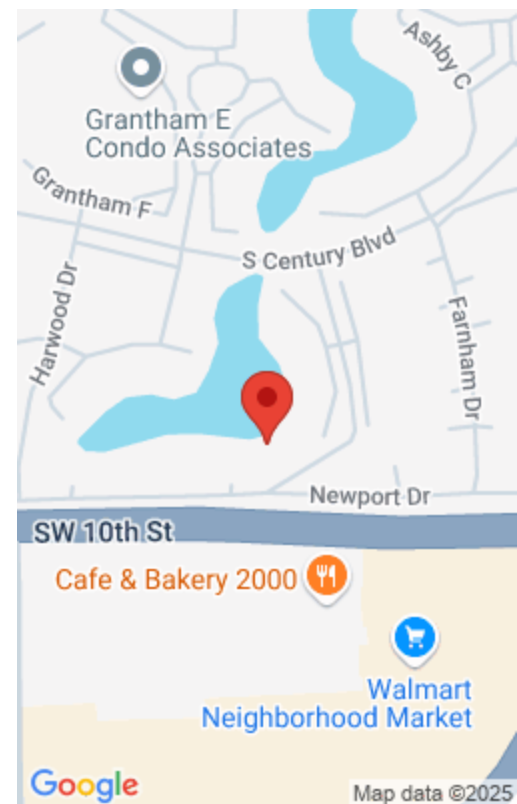 Ashby C
Grantham E
Condo Associates
Grantham F
S Century Blvd
Harwood Dr
Farnham Dr
Newport Dr
SW 10th St
Cafe & Bakery 2000
Walmart
Neighborhood Market
Google
Map data ©2025